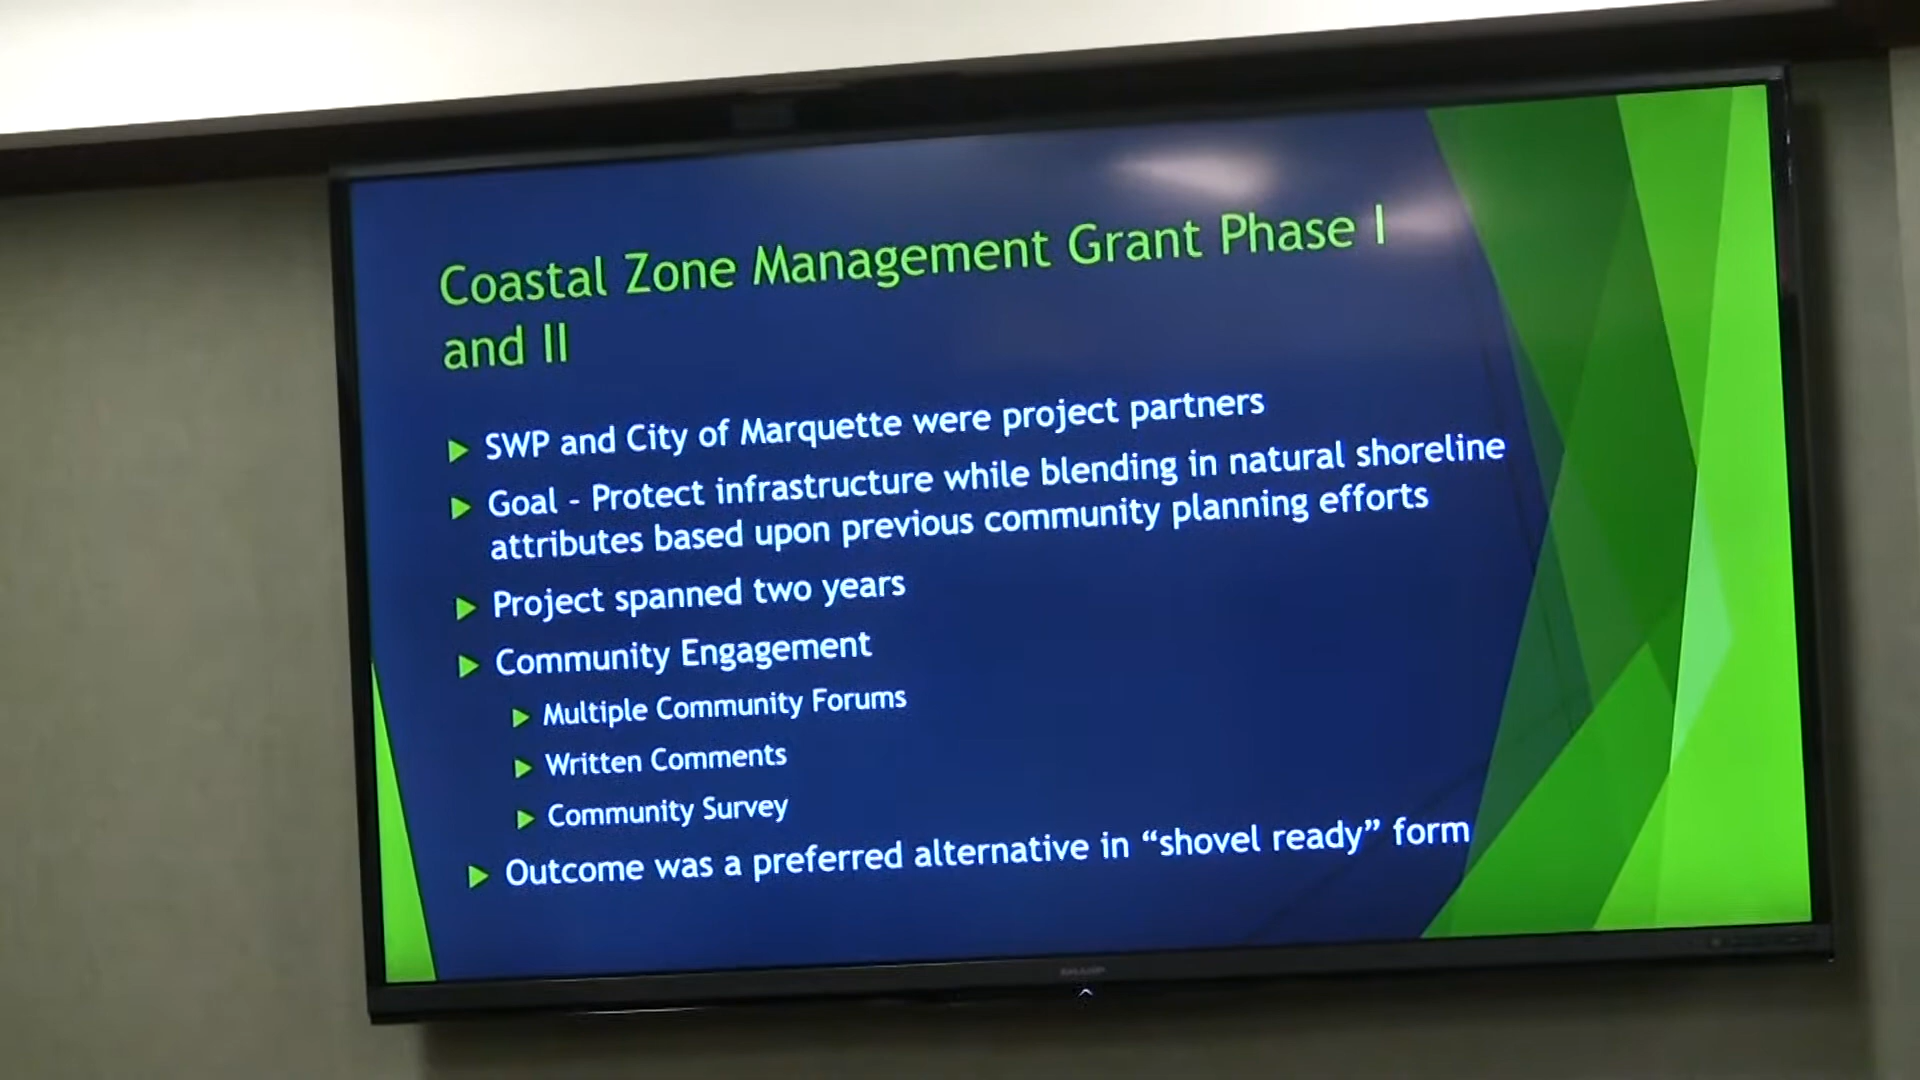 Coastal Zone Management Grant Phase I
and II
SWP and City of Marquette were project partners
Goal - Protect infrastructure while blending in natural shoreline
attributes based upon previous community planning efforts
Project spanned two years
Community Engagement
Multiple Community Forums
Written Comments
Community Survey
Outcome was a preferred alternative in “shovel ready” form
SHARP